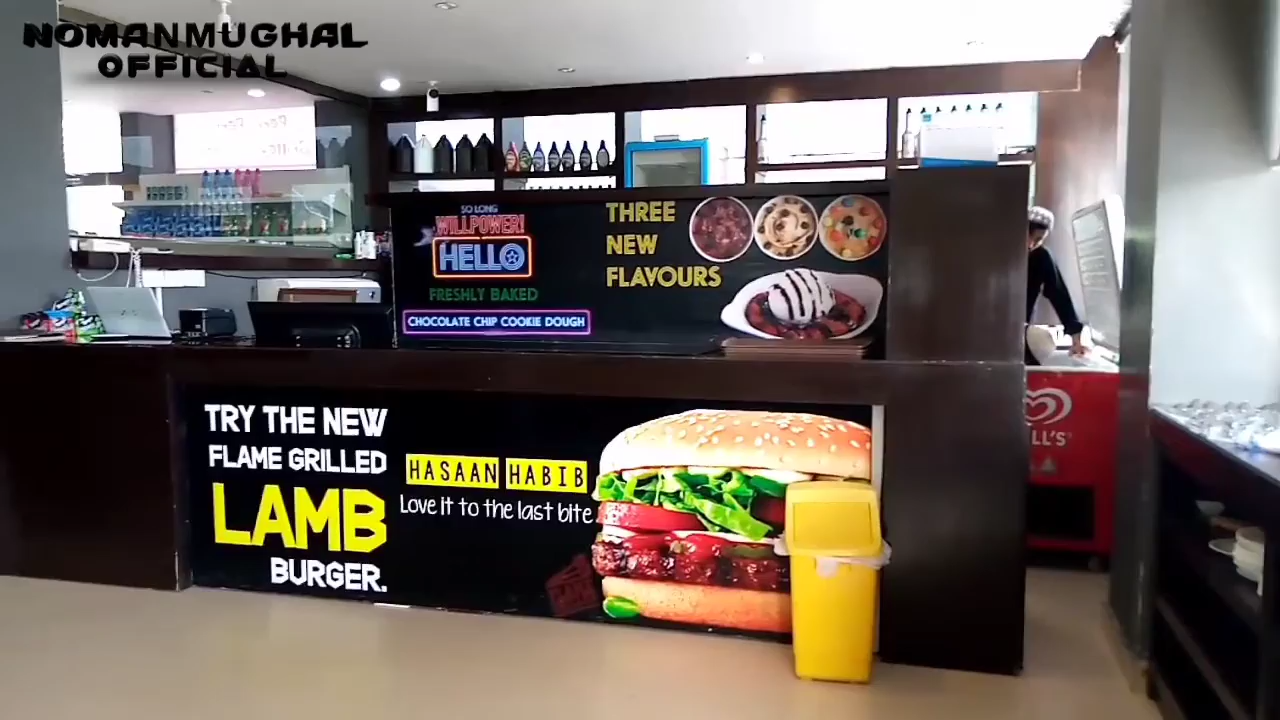 NOMANMUGHAL
OFFICIAL
SO LONG
WILLPOWER!
HELLO
FRESHLY BAKED
CHOCOLATE CHIP COOKIE DOUGH
THREE
NEW
FLAVOURS
TRY THE NEW
FLAME GRILLED
LAMB
BURGER.
HASAAN HABIB
Love it to the last bite
LL'S